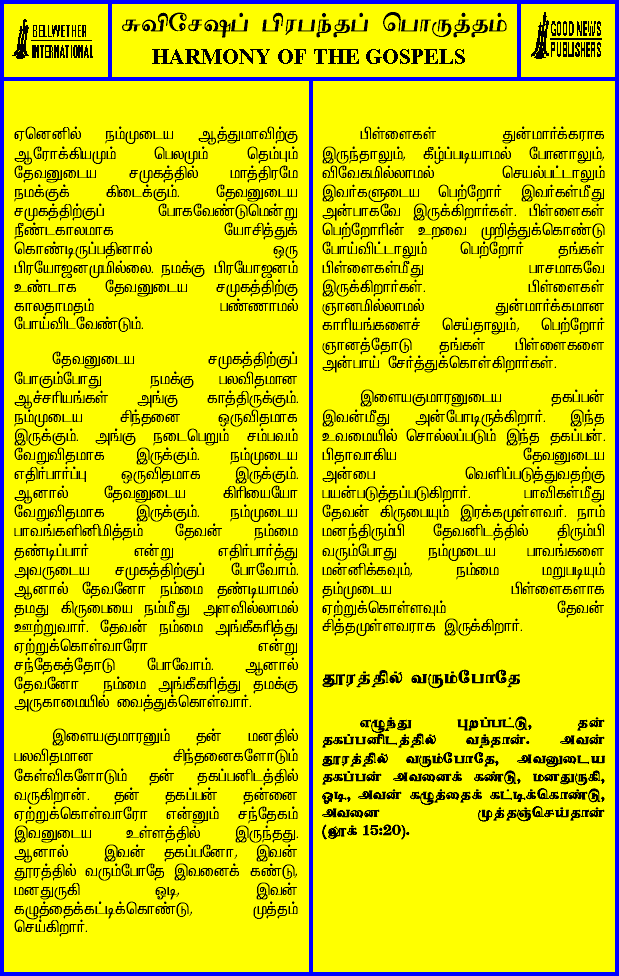 BELLWETHER
INTERNATIONAL
சுவிசேஷப் பிரபந்தப் பொருத்தம்
HARMONY OF THE GOSPELS
GOOD NEWS
PUBLISHERS
ஏனெனில் நம்முடைய ஆத்துமாவிற்கு
ஆரோக்கியமும் பெலமும் தெம்பும்
தேவனுடைய சமுகத்தில் மாத்திரமே
நமக்குக் கிடைக்கும். தேவனுடைய
சமுகத்திற்குப் போகவேண்டுமென்று
நீண்டகாலமாக யோசித்துக்
கொண்டிருப்பதினால் ஒரு
பிரயோஜனமுமில்லை. நமக்கு பிரயோஜனம்
உண்டாக தேவனுடைய சமுகத்திற்கு
காலதாமதம் பண்ணாமல்
போய்விடவேண்டும்.
தேவனுடைய சமுகத்திற்குப்
போகும்போது நமக்கு பலவிதமான
ஆச்சரியங்கள் அங்கு காத்திருக்கும்.
நம்முடைய சிந்தனை ஒருவிதமாக
இருக்கும். அங்கு நடைபெறும் சம்பவம்
வேறுவிதமாக இருக்கும். நம்முடைய
எதிர்பார்ப்பு ஒருவிதமாக இருக்கும்.
ஆனால் தேவனுடைய கிரியையோ
வேறுவிதமாக இருக்கும். நம்முடைய
பாவங்களினிமித்தம் தேவன் நம்மை
தண்டிப்பார் என்று எதிர்பார்த்து
அவருடைய சமுகத்திற்குப் போவோம்.
ஆனால் தேவனோ நம்மை தண்டியாமல்
தமது கிருபையை நம்மீது அளவில்லாமல்
ஊற்றுவார். தேவன் நம்மை அங்கீகரித்து
ஏற்றுக்கொள்வாரோ என்று
சந்தேகத்தோடு போவோம். ஆனால்
தேவனோ நம்மை அங்கீகரித்து தமக்கு
அருகாமையில் வைத்துக்கொள்வார்.
இளையகுமாரனும் தன் மனதில்
பலவிதமான சிந்தனைகளோடும்
கேள்விகளோடும் தன் தகப்பனிடத்தில்
வருகிறான். தன் தகப்பன் தன்னை
ஏற்றுக்கொள்வாரோ என்னும் சந்தேகம்
இவனுடைய உள்ளத்தில் இருந்தது.
ஆனால் இவன் தகப்பனோ, இவன்
தூரத்தில் வரும்போதே இவனைக் கண்டு,
மனதுருகி ஓடி, இவன்
கழுத்தைக்கட்டிக்கொண்டு, முத்தம்
செய்கிறார்.
பிள்ளைகள் துன்மார்க்கராக
இருந்தாலும், கீழ்ப்படியாமல் போனாலும்,
விவேகமில்லாமல் செயல்பட்டாலும்
இவர்களுடைய பெற்றோர் இவர்கள்மீது
அன்பாகவே இருக்கிறார்கள். பிள்ளைகள்
பெற்றோரின் உறவை முறித்துக்கொண்டு
போய்விட்டாலும் பெற்றோர் தங்கள்
பிள்ளைகள்மீது பாசமாகவே
இருக்கிறார்கள். பிள்ளைகள்
ஞானமில்லாமல் துன்மார்க்கமான
காரியங்களைச் செய்தாலும், பெற்றோர்
ஞானத்தோடு தங்கள் பிள்ளைகளை
அன்பாய் சேர்த்துக்கொள்கிறார்கள்.
இளையகுமாரனுடைய தகப்பன்
இவன்மீது அன்போடிருக்கிறார். இந்த
உவமையில் சொல்லப்படும் இந்த தகப்பன்.
பிதாவாகிய தேவனுடைய
அன்பை வெளிப்படுத்துவதற்கு
பயன்படுத்தப்படுகிறார். பாவிகள்மீது
தேவன் கிருபையும் இரக்கமுள்ளவர். நாம்
மனந்திரும்பி தேவனிடத்தில் திரும்பி
வரும்போது நம்முடைய பாவங்களை
மன்னிக்கவும், நம்மை மறுபடியும்
தம்முடைய பிள்ளைகளாக
ஏற்றுக்கொள்ளவும் தேவன்
சித்தமுள்ளவராக இருக்கிறார்.
தூரத்தில் வரும்போதே
எழுந்து புறப்பட்டு, தன்
தகப்பனிடத்தில் வந்தான். அவன்
தூரத்தில் வரும்போதே, அவனுடைய
தகப்பன் அவனைக் கண்டு, மனதுருகி,
ஓடி, அவன் கழுத்தைக் கட்டிக்கொண்டு,
அவனை முத்தஞ்செய்தான்
(லூக் 15:20).